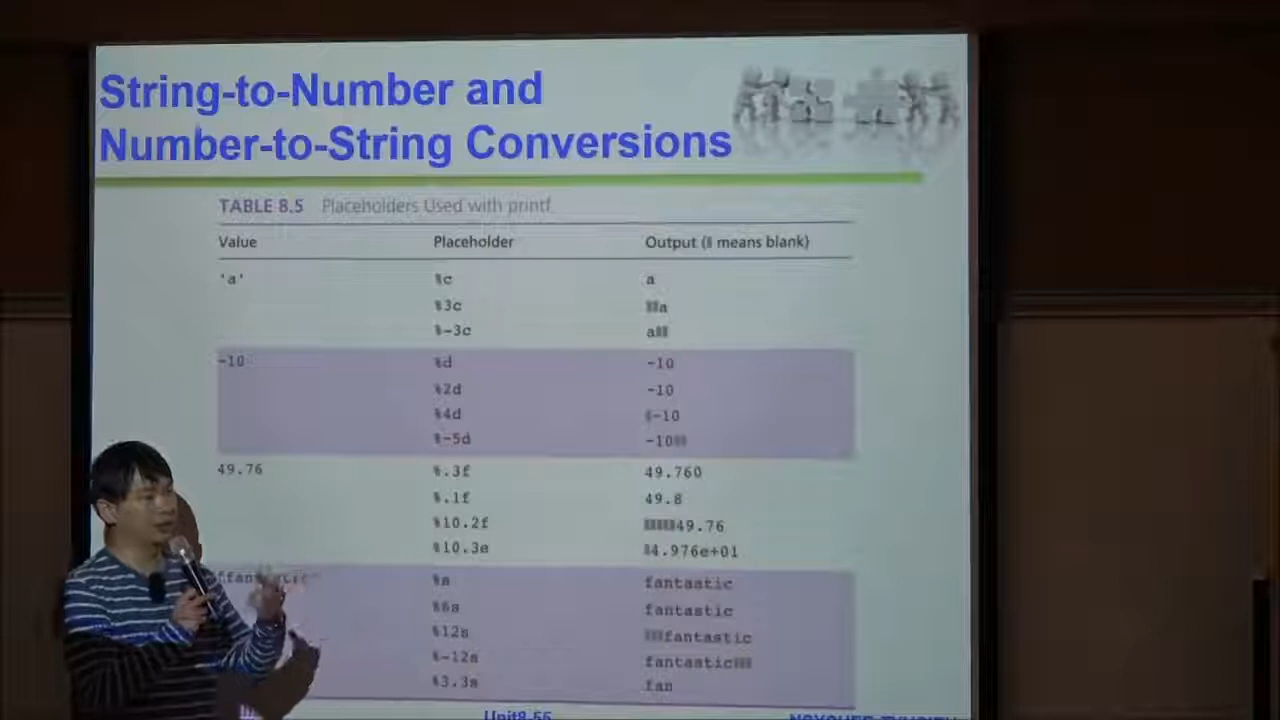 String-to-Number and
Number-to-String Conversions
TABLE 8.5 Placeholders Used with printf
Value Placeholder Output (▒ means blank)
'a' %c a
%3c ▒▒a
%-3c a▒▒
-10 %d -10
%2d -10
%4d ▒-10
%-5d -10▒▒
49.76 %.3f 49.760
%.1f 49.8
%10.2f ▒▒▒▒▒49.76
%10.3e ▒4.976e+01
%s fantastic
%6s fantastic
%12s ▒▒▒fantastic
%-12s fantastic▒▒▒
%3.3s fan
Unit8-55